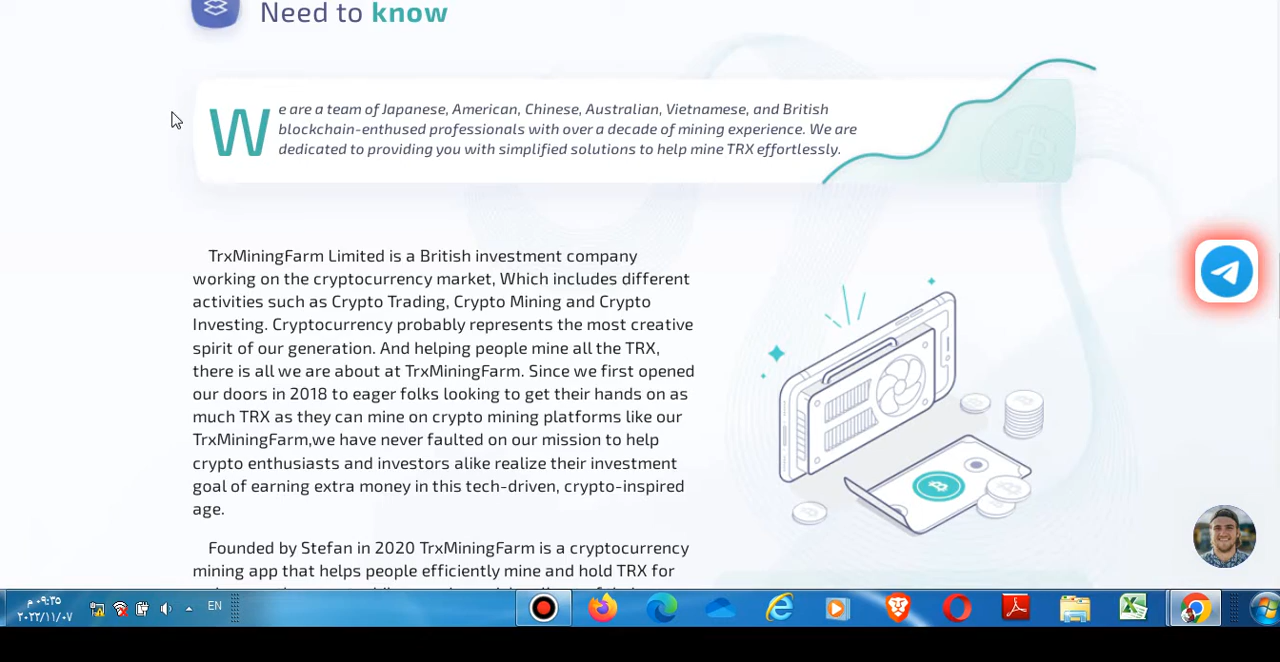 Need to know
We are a team of Japanese, American, Chinese, Australian, Vietnamese, and British
blockchain-enthused professionals with over a decade of mining experience. We are
dedicated to providing you with simplified solutions to help mine TRX effortlessly.
TrxMiningFarm Limited is a British investment company
working on the cryptocurrency market, Which includes different
activities such as Crypto Trading, Crypto Mining and Crypto
Investing. Cryptocurrency probably represents the most creative
spirit of our generation. And helping people mine all the TRX,
there is all we are about at TrxMiningFarm. Since we first opened
our doors in 2018 to eager folks looking to get their hands on as
much TRX as they can mine on crypto mining platforms like our
TrxMiningFarm,we have never faulted on our mission to help
crypto enthusiasts and investors alike realize their investment
goal of earning extra money in this tech-driven, crypto-inspired
age.
Founded by Stefan in 2020 TrxMiningFarm is a cryptocurrency
mining app that helps people efficiently mine and hold TRX for
٠٩:٣٥ م
٢٠٢٢/١١/٠٧
EN